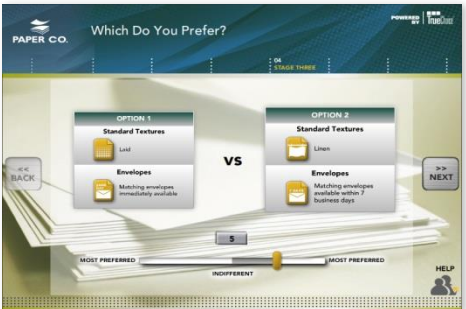 PAPER CO.
Which Do You Prefer?
POWERED BY
TrueChoice
04
STAGE THREE
OPTION 1
Standard Textures
Laid
Envelopes
Matching envelopes
immediately available
VS
OPTION 2
Standard Textures
Linen
Envelopes
Matching envelopes
available within 7
business days
<<
BACK
>>
NEXT
5
MOST PREFERRED
MOST PREFERRED
INDIFFERENT
HELP